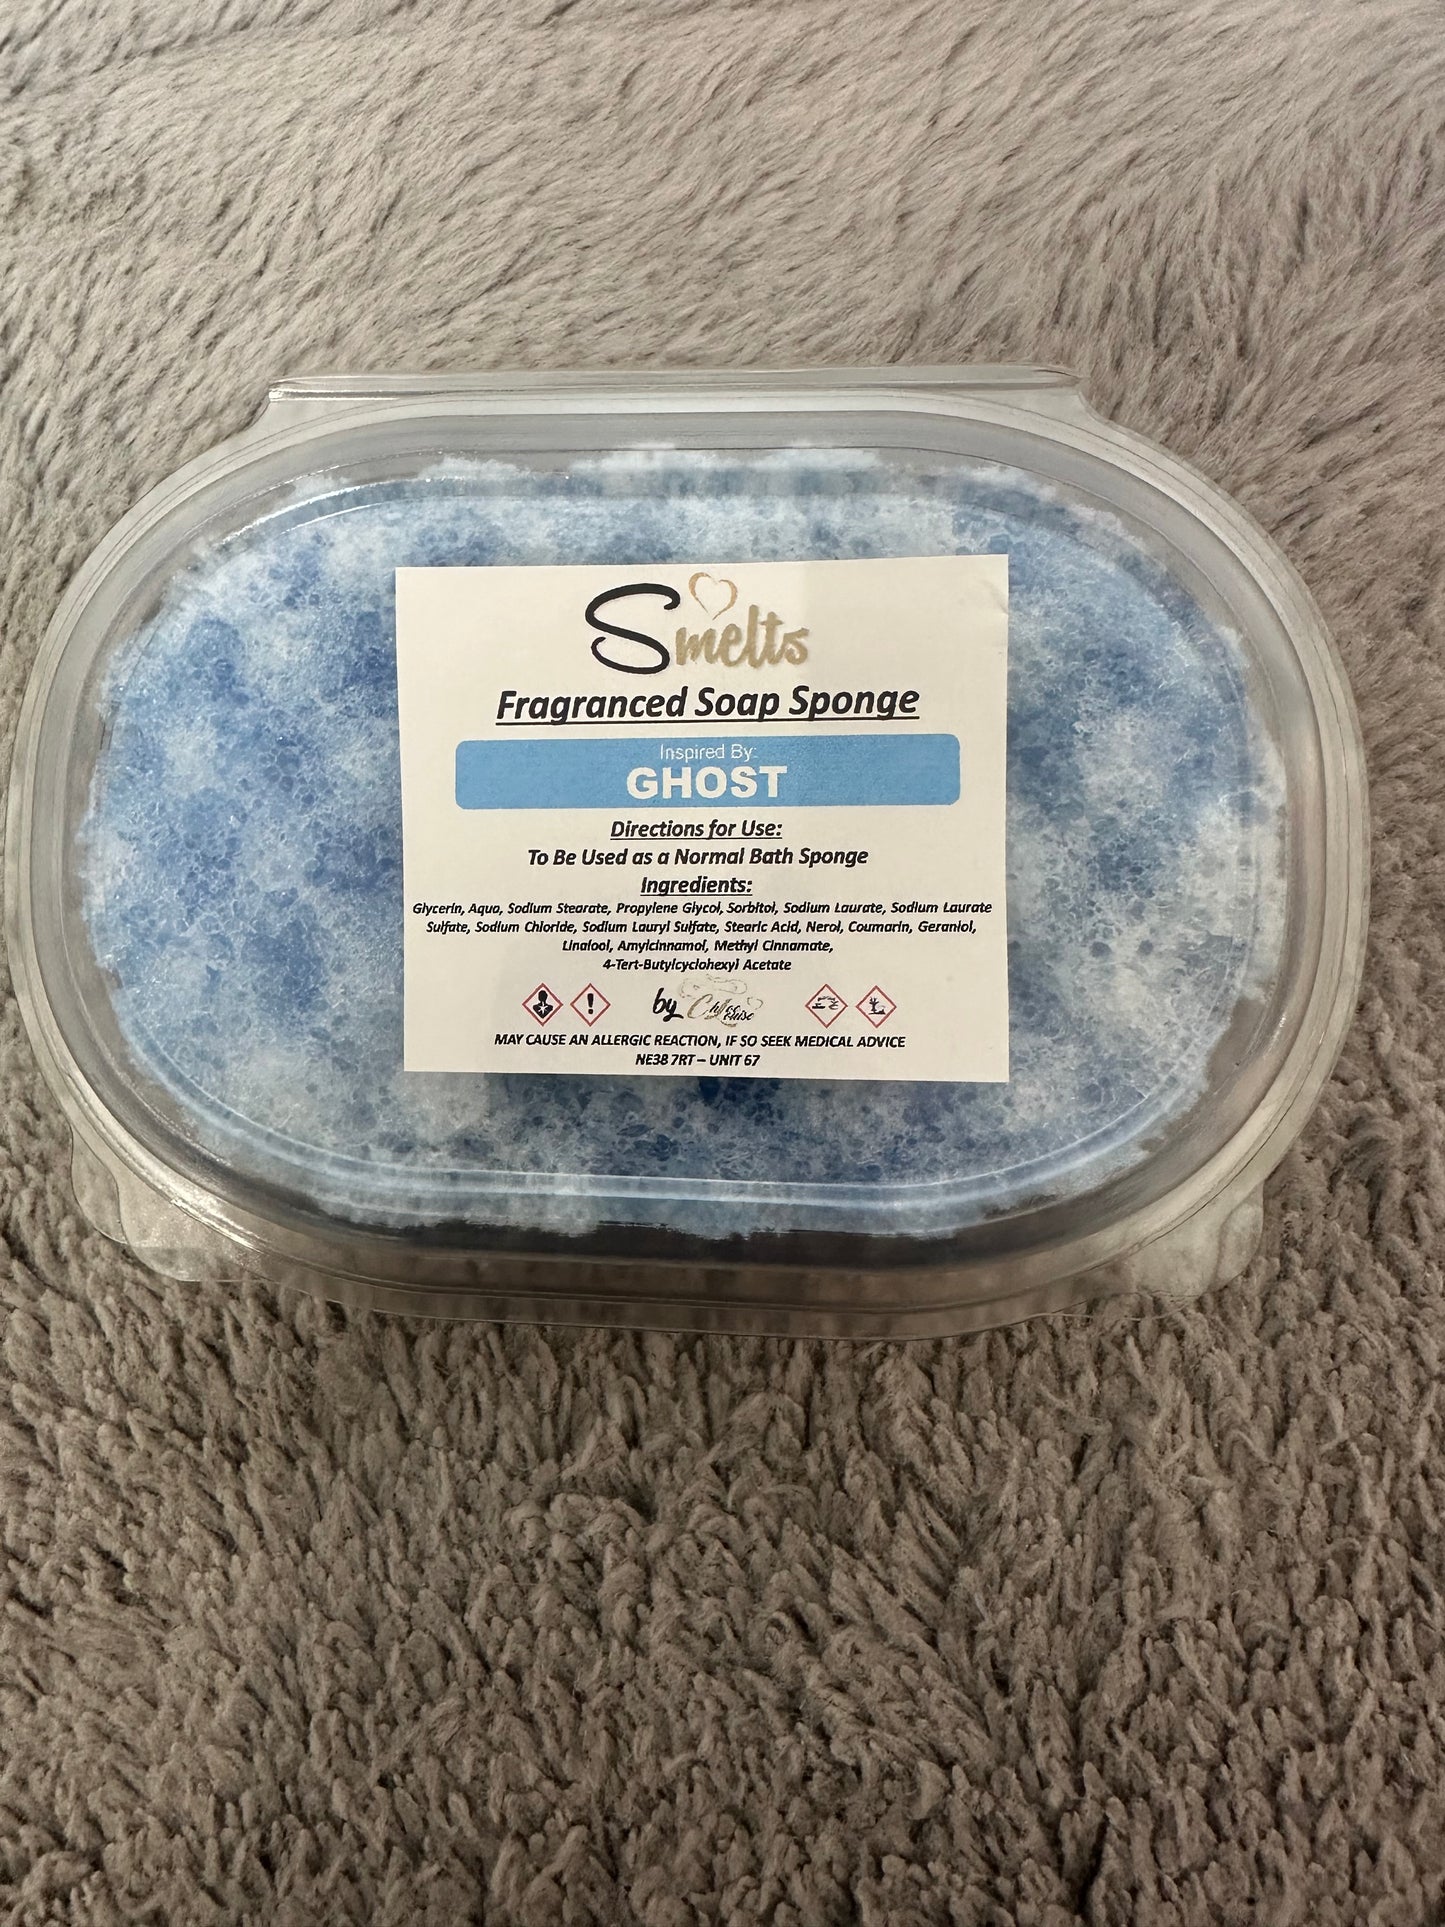 Smelts
Fragranced Soap Sponge
Inspired By:
GHOST
Directions for Use:
To Be Used as a Normal Bath Sponge
Ingredients:
Glycerin, Aqua, Sodium Stearate, Propylene Glycol, Sorbitol, Sodium Laurate, Sodium Laurate
Sulfate, Sodium Chloride, Sodium Lauryl Sulfate, Stearic Acid, Nerol, Coumarin, Geraniol,
Linalool, Amylcinnamol, Methyl Cinnamate,
4-Tert-Butylcyclohexyl Acetate
by Chloe Louise
MAY CAUSE AN ALLERGIC REACTION, IF SO SEEK MEDICAL ADVICE
NE38 7RT – UNIT 67